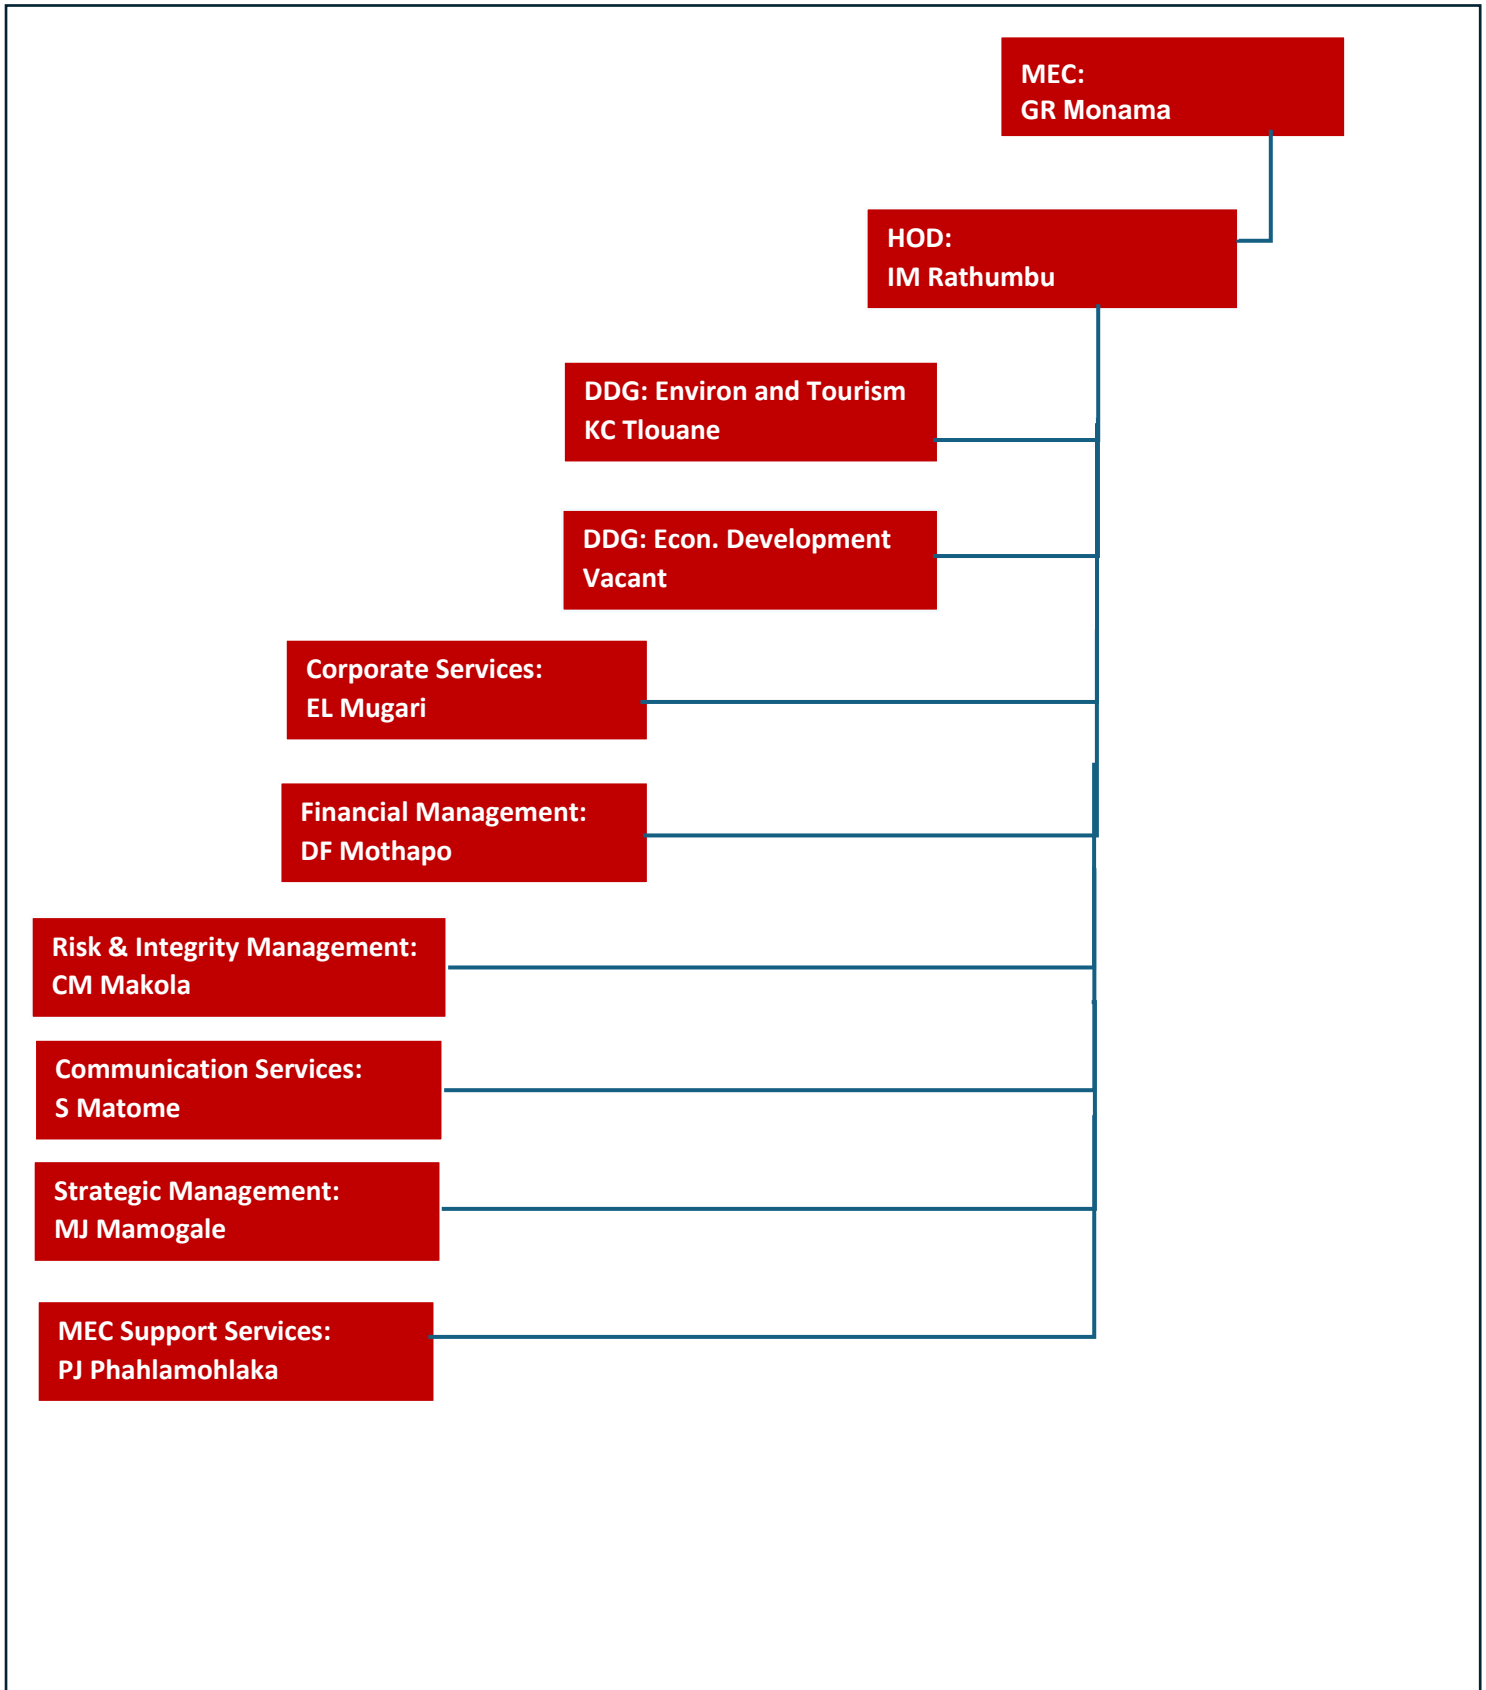 MEC:
GR Monama
HOD:
IM Rathumbu
DDG: Environ and Tourism
KC Tlouane
DDG: Econ. Development
Vacant
Corporate Services:
EL Mugari
Financial Management:
DF Mothapo
Risk & Integrity Management:
CM Makola
Communication Services:
S Matome
Strategic Management:
MJ Mamogale
MEC Support Services:
PJ Phahlamohlaka